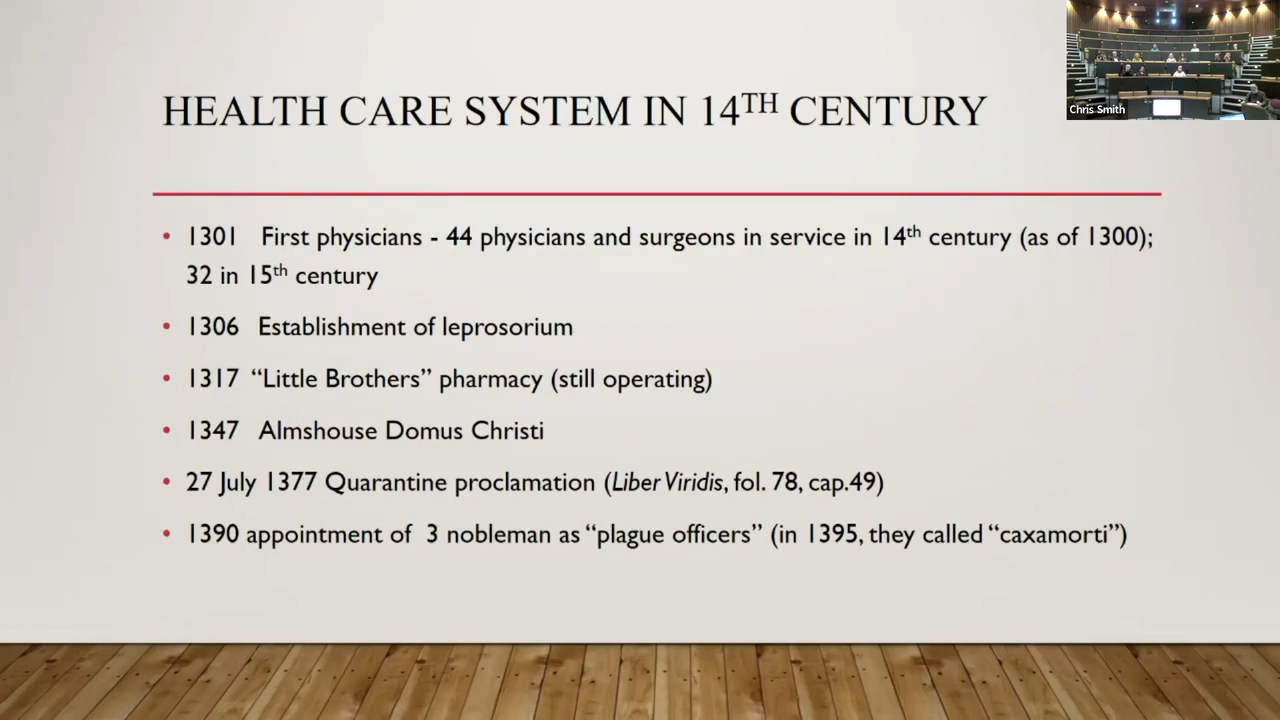 HEALTH CARE SYSTEM IN 14TH CENTURY
Chris Smith
• 1301 First physicians - 44 physicians and surgeons in service in 14th century (as of 1300);
32 in 15th century
• 1306 Establishment of leprosorium
• 1317 “Little Brothers” pharmacy (still operating)
• 1347 Almshouse Domus Christi
• 27 July 1377 Quarantine proclamation (Liber Viridis, fol. 78, cap.49)
• 1390 appointment of 3 nobleman as “plague officers” (in 1395, they called “caxamorti”)